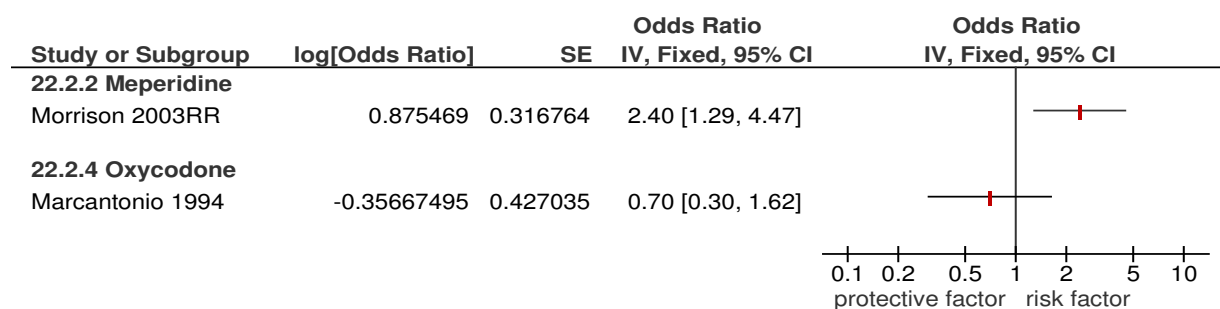 Odds Ratio Odds Ratio
Study or Subgroup log[Odds Ratio] SE IV, Fixed, 95% CI IV, Fixed, 95% CI
22.2.2 Meperidine
Morrison 2003RR 0.875469 0.316764 2.40 [1.29, 4.47]
22.2.4 Oxycodone
Marcantonio 1994 -0.35667495 0.427035 0.70 [0.30, 1.62]
0.1 0.2 0.5 1 2 5 10
protective factor risk factor